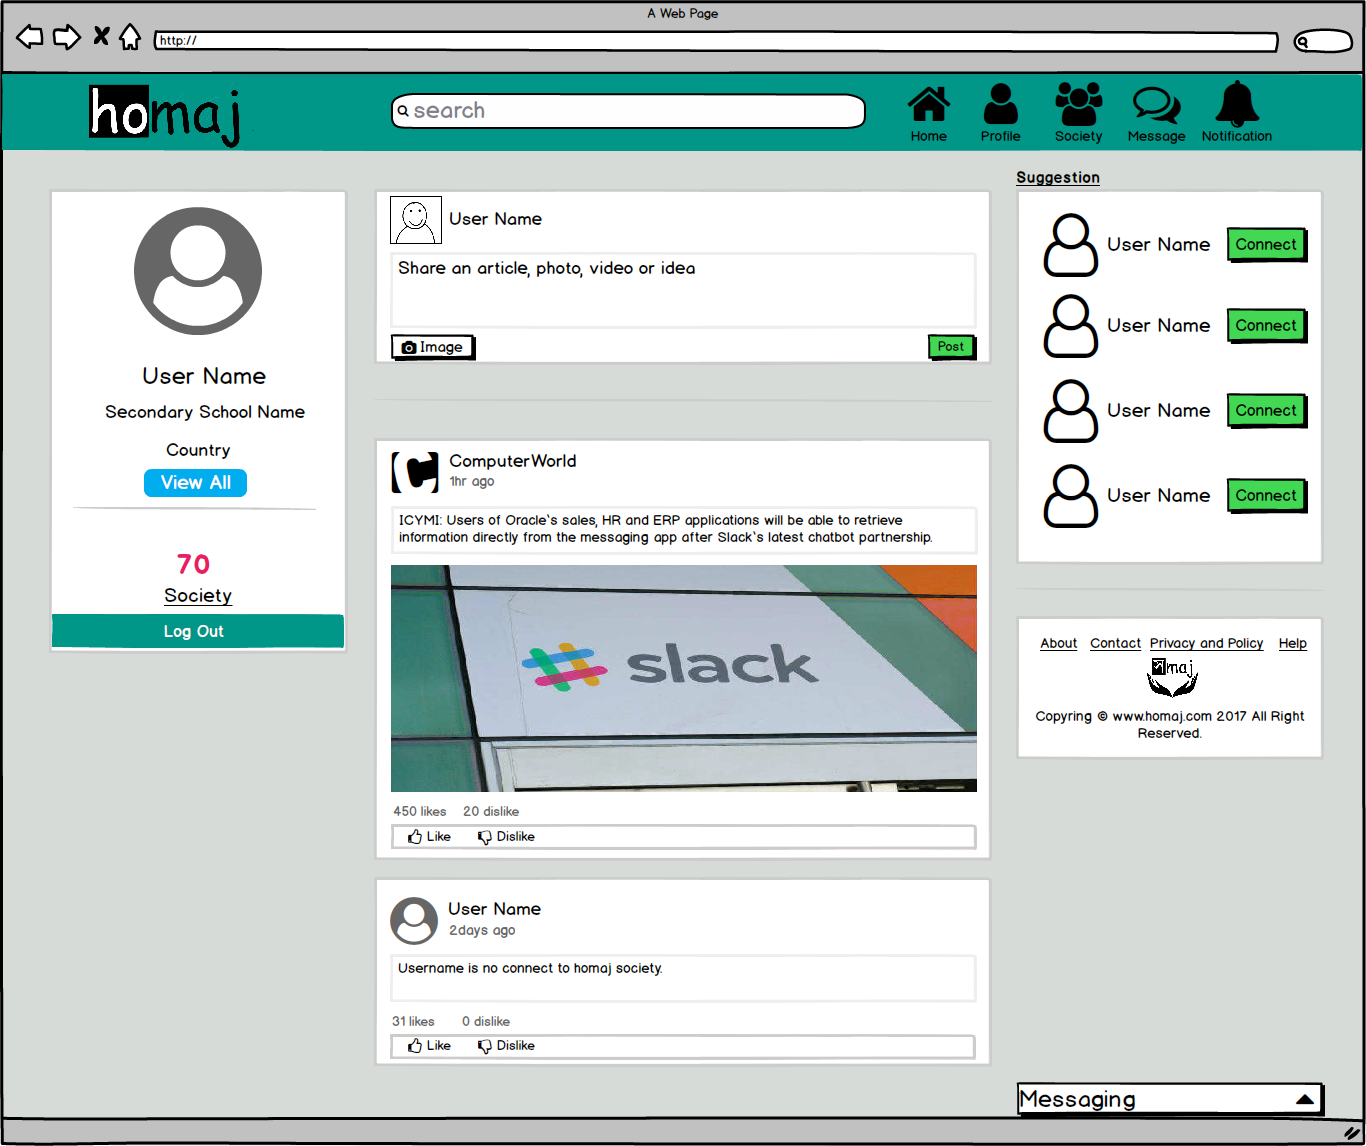 A Web Page
http://
homaj
search
Home
Profile
Society
Message
Notification
Suggestion
User Name
Secondary School Name
Country
View All
70
Society
Log Out
User Name
Share an article, photo, video or idea
Image
Post
ComputerWorld
1hr ago
ICYMI: Users of Oracle`s sales, HR and ERP applications will be able to retrieve
information directly from the messaging app after Slack`s latest chatbot partnership.
slack
450 likes 20 dislike
Like Dislike
User Name
2days ago
Username is no connect to homaj society.
31 likes 0 dislike
Like Dislike
User Name Connect
User Name Connect
User Name Connect
User Name Connect
About Contact Privacy and Policy Help
maj
Copyring © www.homaj.com 2017 All Right
Reserved.
Messaging